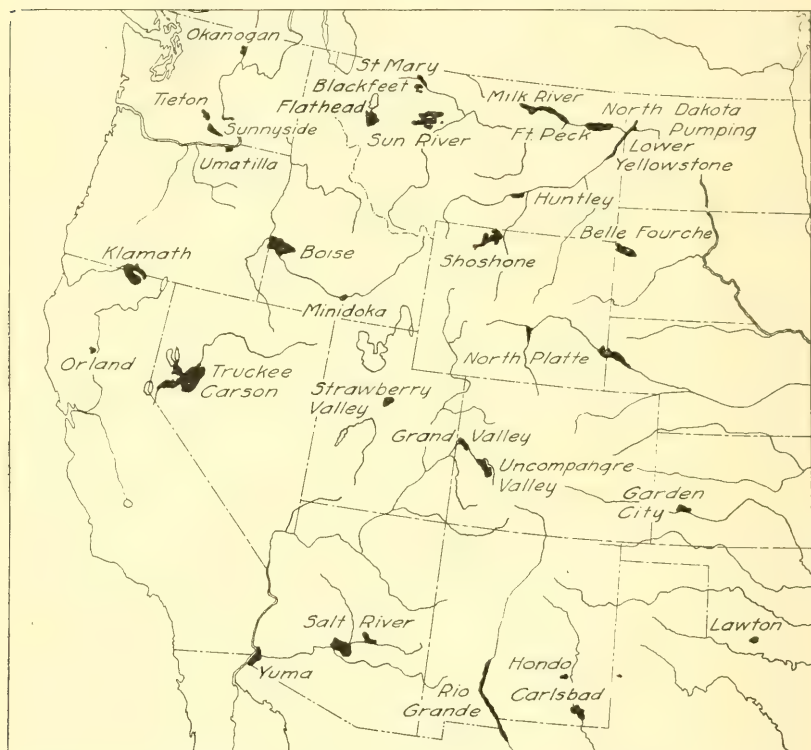 Okanogan
St Mary
Blackfeet
Flathead
Milk River
North Dakota
Pumping
Tieton
Sunnyside
Sun River
Ft. Peck
Lower
Yellowstone
Umatilla
Huntley
Klamath
Boise
Shoshone
Belle Fourche
Minidoka
Orland
Truckee
Carson
North Platte
Strawberry
Valley
Grand Valley
Uncompahgre
Valley
Garden
City
Salt River
Lawton
Yuma
Hondo
Rio
Grande
Carlsbad